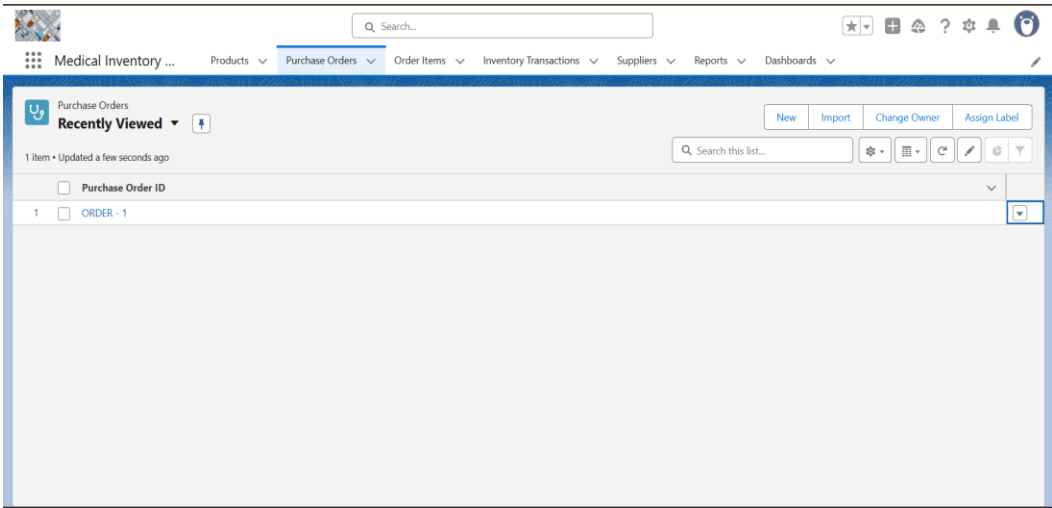 Search...
Medical Inventory ...
Products
Purchase Orders
Order Items
Inventory Transactions
Suppliers
Reports
Dashboards
Purchase Orders
Recently Viewed
New
Import
Change Owner
Assign Label
1 item • Updated a few seconds ago
Search this list...
Purchase Order ID
1 ORDER - 1